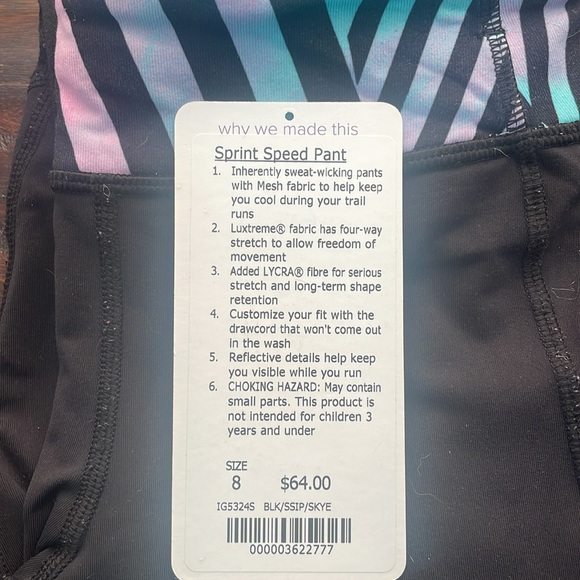 why we made this
Sprint Speed Pant
1. Inherently sweat-wicking pants
with Mesh fabric to help keep
you cool during your trail
runs
2. Luxtreme® fabric has four-way
stretch to allow freedom of
movement
3. Added LYCRA® fibre for serious
stretch and long-term shape
retention
4. Customize your fit with the
drawcord that won't come out
in the wash
5. Reflective details help keep
you visible while you run
6. CHOKING HAZARD: May contain
small parts. This product is
not intended for children 3
years and under
SIZE
8 $64.00
IG5324S BLK/SSIP/SKYE
000003622777